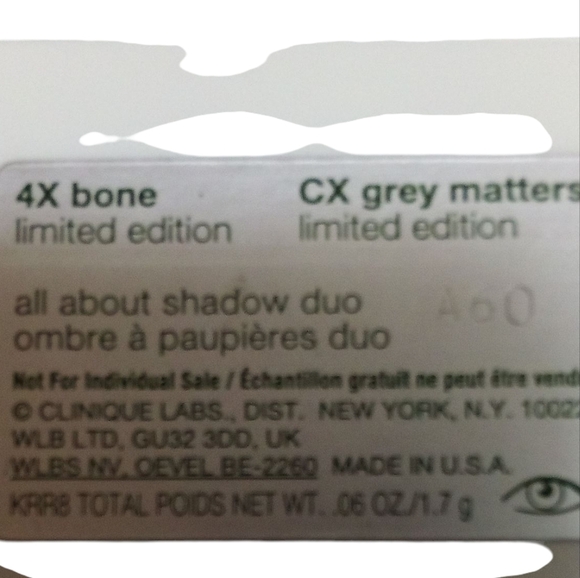 4X bone
limited edition
CX grey matters
limited edition
all about shadow duo
ombre à paupières duo
A60
Not For Individual Sale / Échantillon gratuit ne peut être vend
© CLINIQUE LABS., DIST. NEW YORK, N.Y. 10022
WLB LTD, GU32 3DD, UK
WLBS NV, OEVEL BE-2260 MADE IN U.S.A.
KRR8 TOTAL POIDS NET WT. .06 OZ./1.7 g